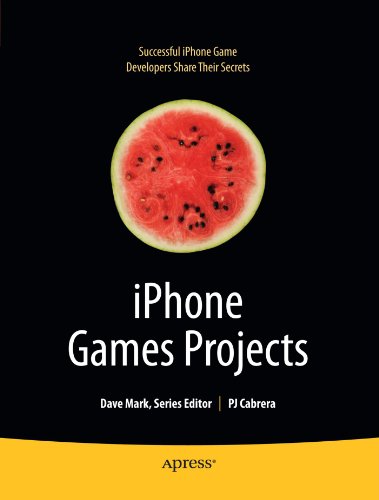 Successful iPhone Game
Developers Share Their Secrets
iPhone
Games Projects
Dave Mark, Series Editor | PJ Cabrera
Apress®